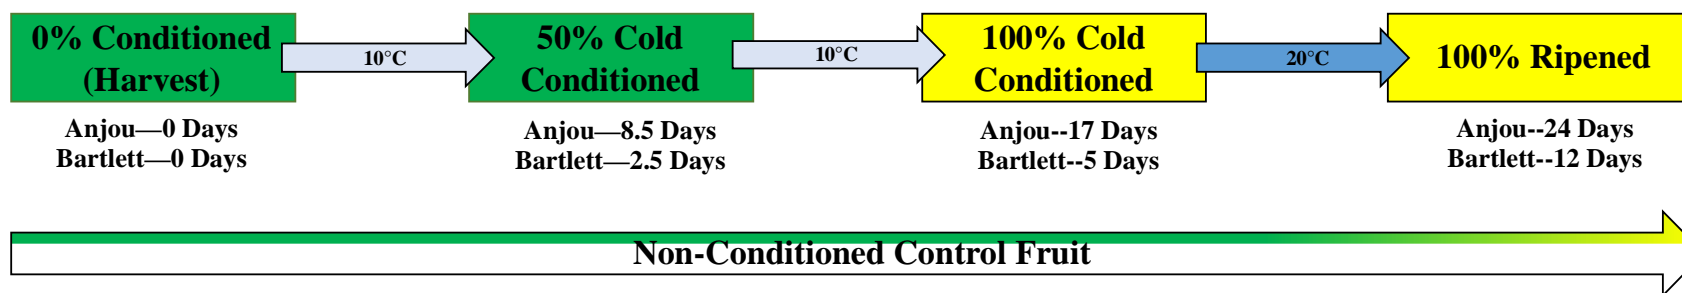 0% Conditioned
(Harvest)
10°C
50% Cold
Conditioned
10°C
100% Cold
Conditioned
20°C
100% Ripened
Anjou—0 Days
Bartlett—0 Days
Anjou—8.5 Days
Bartlett—2.5 Days
Anjou--17 Days
Bartlett--5 Days
Anjou--24 Days
Bartlett--12 Days
Non-Conditioned Control Fruit